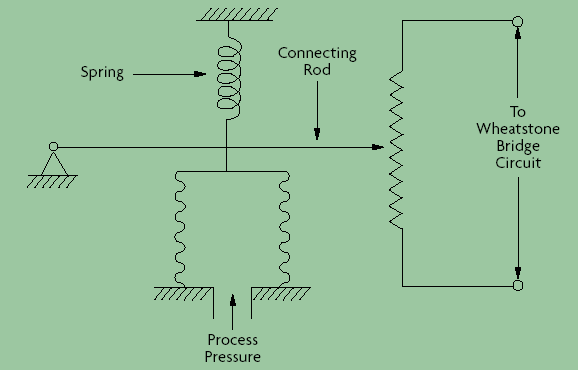 Connecting
Rod
Spring
To
Wheatstone
Bridge
Circuit
Process
Pressure